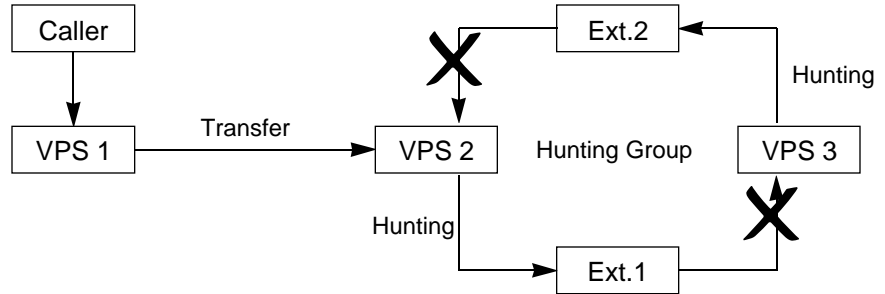 Caller
Ext.2
Hunting
Transfer
VPS 1
VPS 2
Hunting Group
VPS 3
Hunting
Ext.1